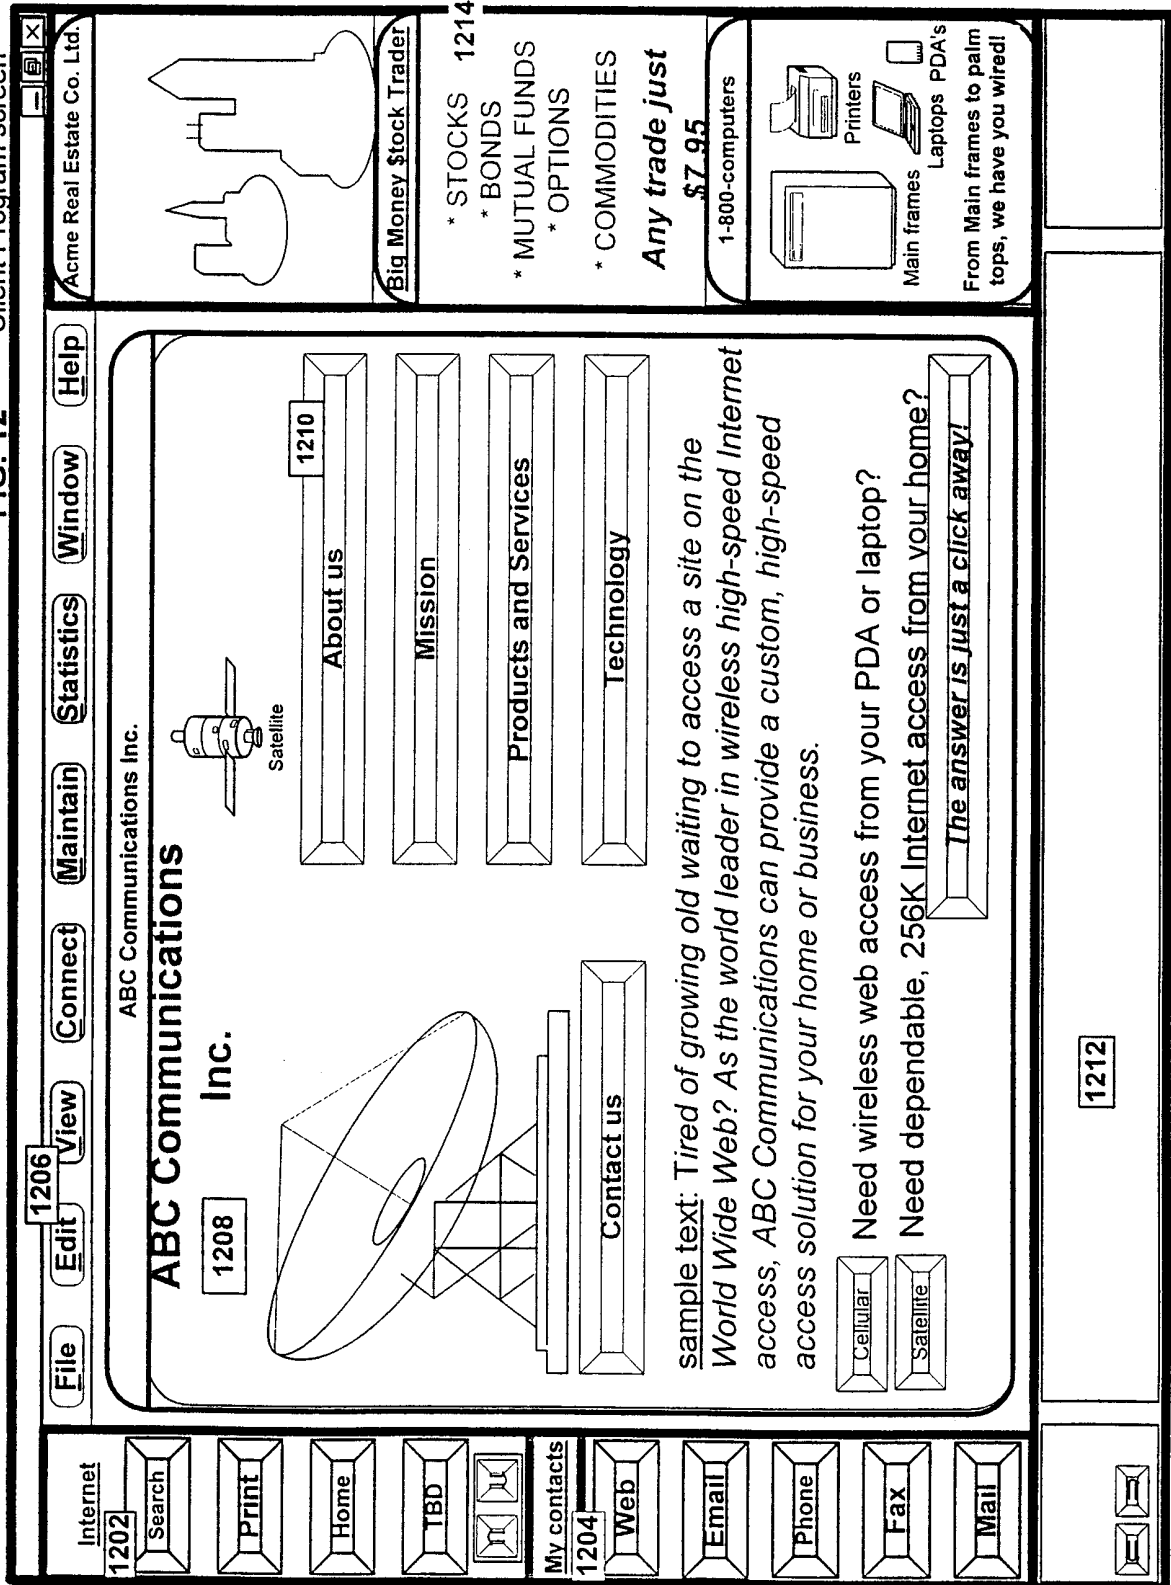 FIG. 12 Client Program screen
1206
File Edit View Connect Maintain Statistics Window Help
Internet
1202
Search
Print
Home
TBD
My contacts
1204
Web
Email
Phone
Fax
Mail
ABC Communications Inc.
ABC Communications
Inc.
1208
Satellite
1210
About us
Mission
Products and Services
Technology
Contact us
sample text: Tired of growing old waiting to access a site on the
World Wide Web? As the world leader in wireless high-speed Internet
access, ABC Communications can provide a custom, high-speed
access solution for your home or business.
Cellular
Need wireless web access from your PDA or laptop?
Satellite
Need dependable, 256K Internet access from your home?
The answer is just a click away!
Acme Real Estate Co. Ltd.
Big Money $tock Trader
1214
* STOCKS
* BONDS
* MUTUAL FUNDS
* OPTIONS
* COMMODITIES
Any trade just
$7.95
1-800-computers
Printers
Main frames
Laptops PDA's
From Main frames to palm
tops, we have you wired!
1212